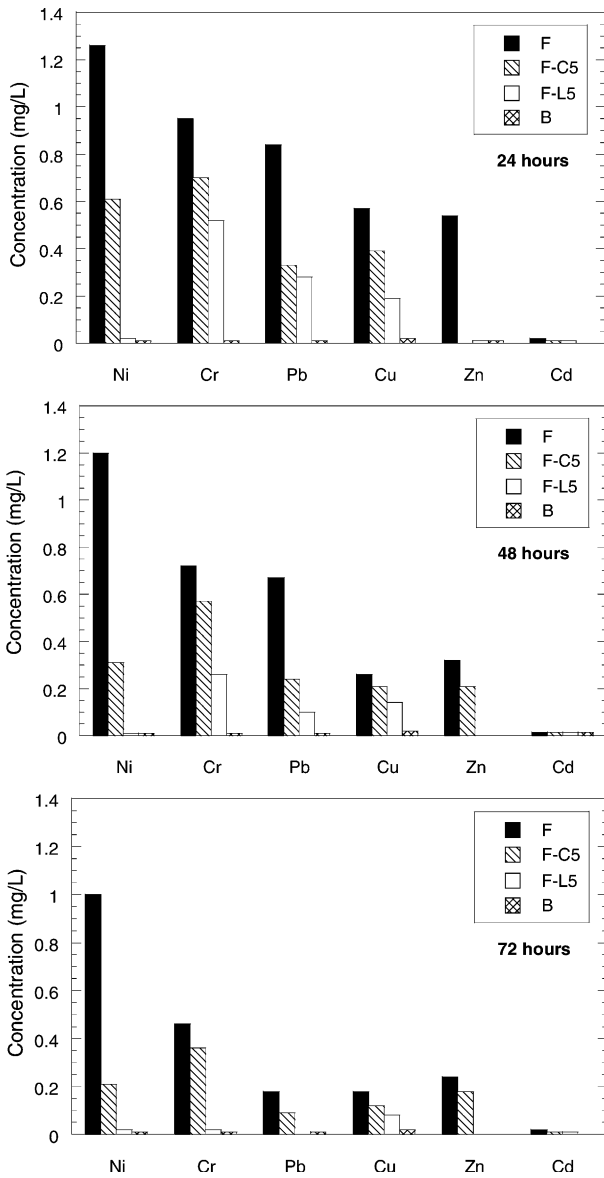 1.4
1.2
1
0.8
0.6
0.4
0.2
0
Concentration (mg/L)
F
F-C5
F-L5
B
24 hours
Ni Cr Pb Cu Zn Cd
1.4
1.2
1
0.8
0.6
0.4
0.2
0
Concentration (mg/L)
F
F-C5
F-L5
B
48 hours
Ni Cr Pb Cu Zn Cd
1.4
1.2
1
0.8
0.6
0.4
0.2
0
Concentration (mg/L)
F
F-C5
F-L5
B
72 hours
Ni Cr Pb Cu Zn Cd